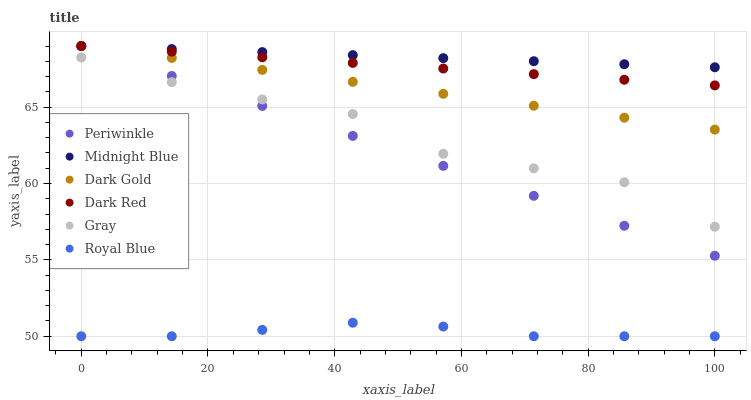 title
yaxis_label
65
60
55
50
Periwinkle
Midnight Blue
Dark Gold
Dark Red
Gray
Royal Blue
0
20
40
60
80
100
xaxis_label